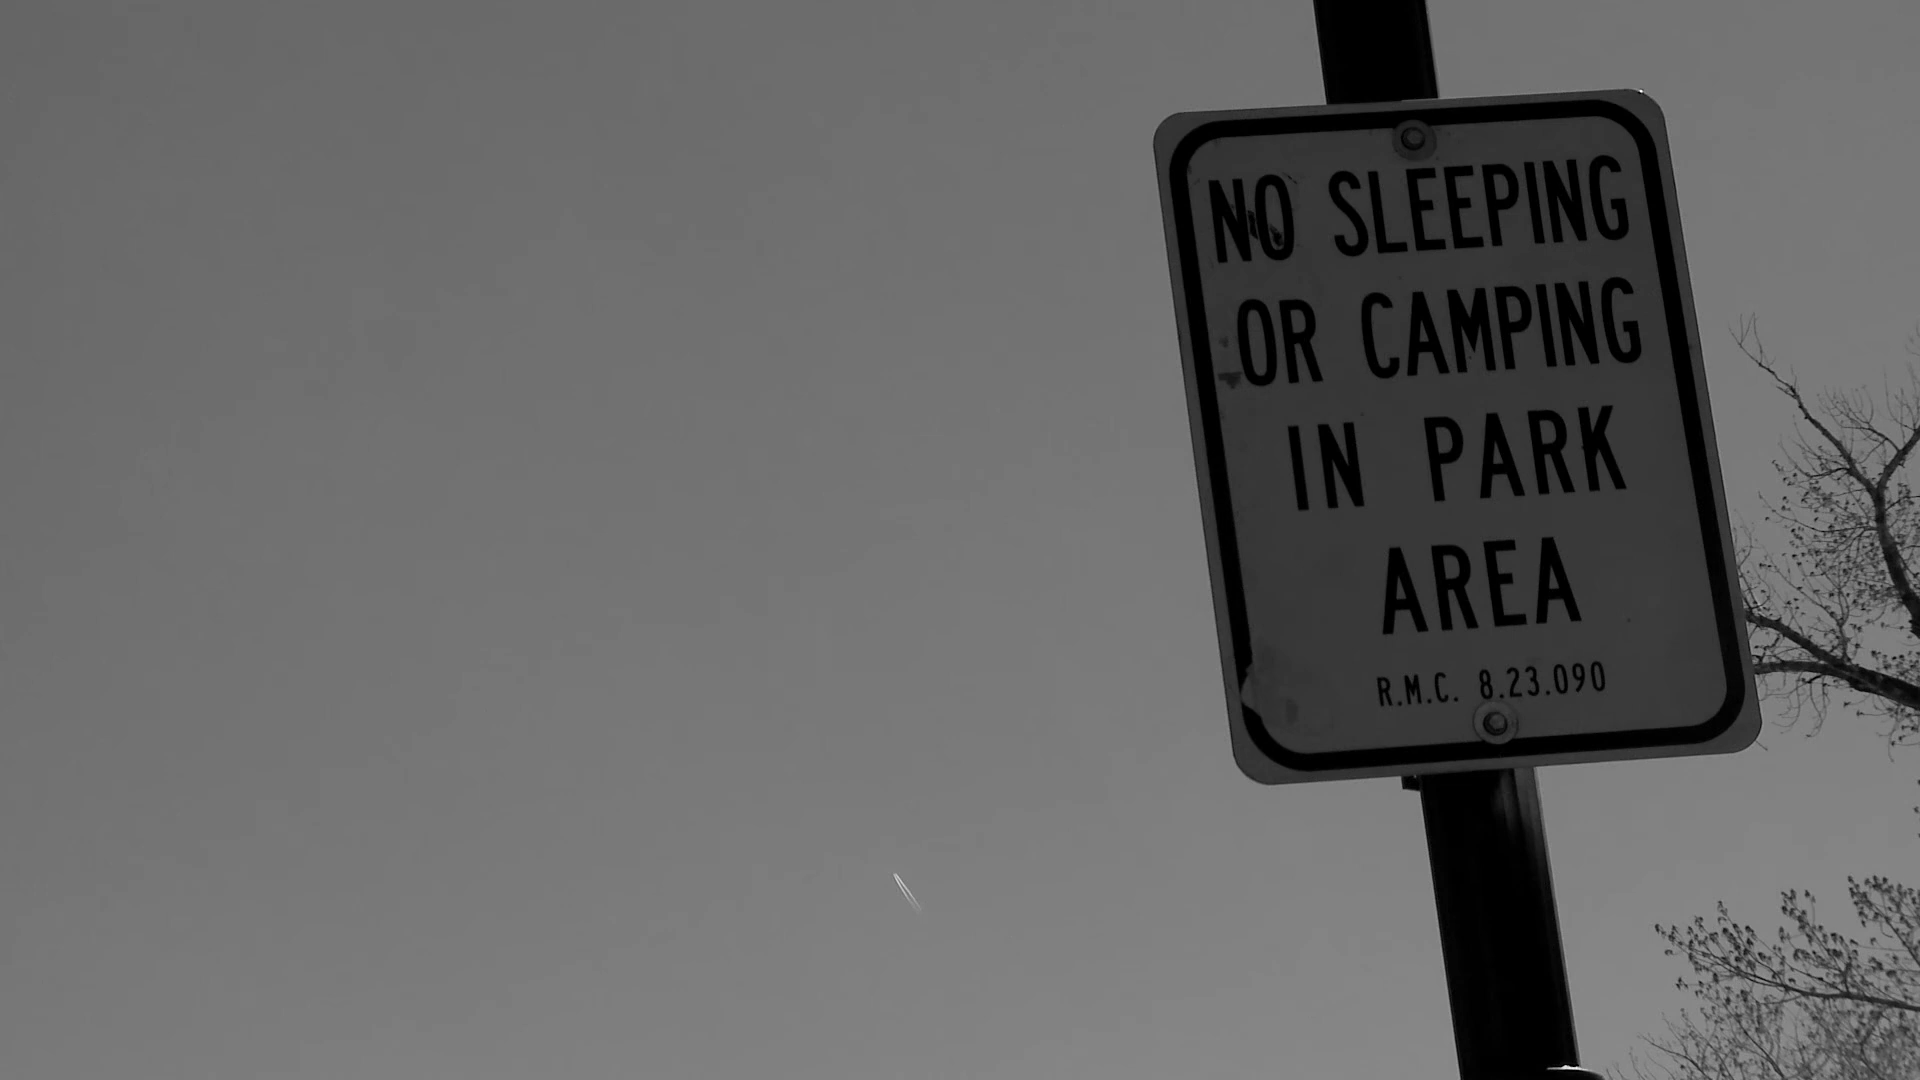 NO SLEEPING
OR CAMPING
IN PARK
AREA
R.M.C. 8.23.090